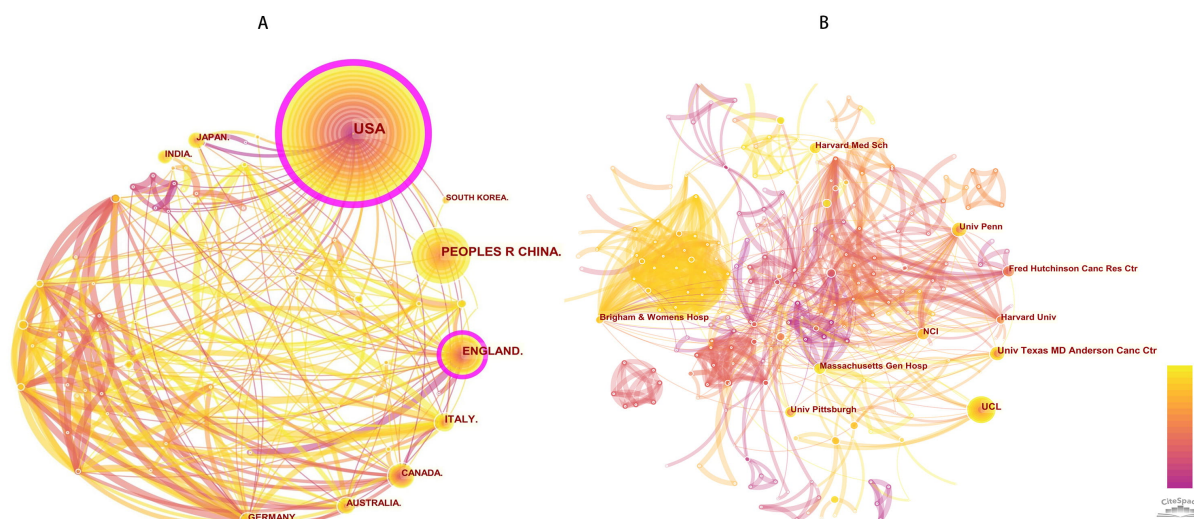 A
B
USA
JAPAN.
INDIA.
SOUTH KOREA.
PEOPLES R CHINA.
ENGLAND.
ITALY.
CANADA.
AUSTRALIA.
GERMANY
Harvard Med Sch
Univ Penn
Fred Hutchinson Canc Res Ctr
Brigham & Womens Hosp
Harvard Univ
NCI
Univ Texas MD Anderson Canc Ctr
Massachusetts Gen Hosp
Univ Pittsburgh
UCL
CiteSpac